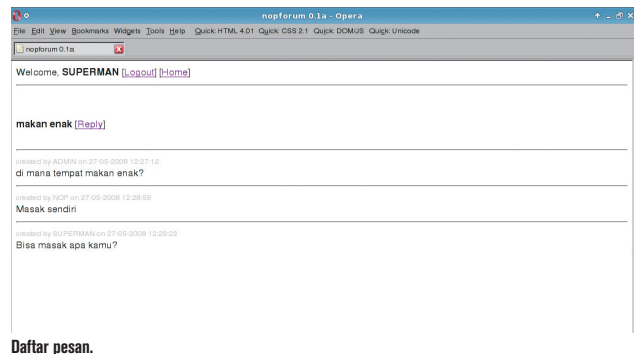 nopforum 0.1a - Opera
File Edit View Bookmarks Widgets Tools Help Quick: HTML 4.01 Quick: CSS 2.1 Quick: DOM/JS Quick: Unicode
nopforum 0.1a
Welcome, SUPERMAN [Logout] [Home]
makan enak [Reply]
created by ADMIN on 27-05-2008 12:27:12
di mana tempat makan enak?
created by NOP on 27-05-2008 12:28:59
Masak sendiri
created by SUPERMAN on 27-05-2008 12:29:22
Bisa masak apa kamu?
Daftar pesan.